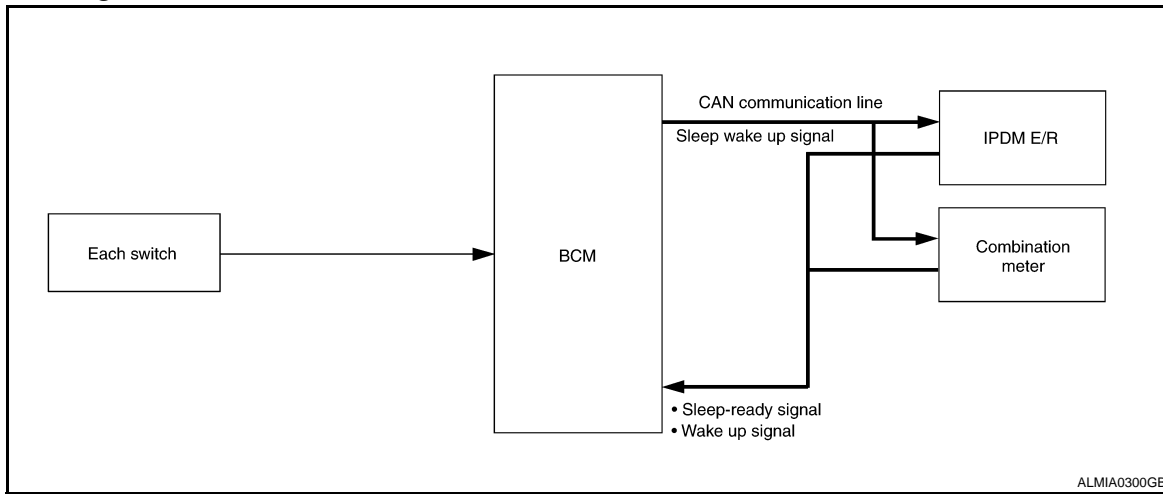 Each switch
BCM
CAN communication line
Sleep wake up signal
IPDM E/R
Combination
meter
• Sleep-ready signal
• Wake up signal